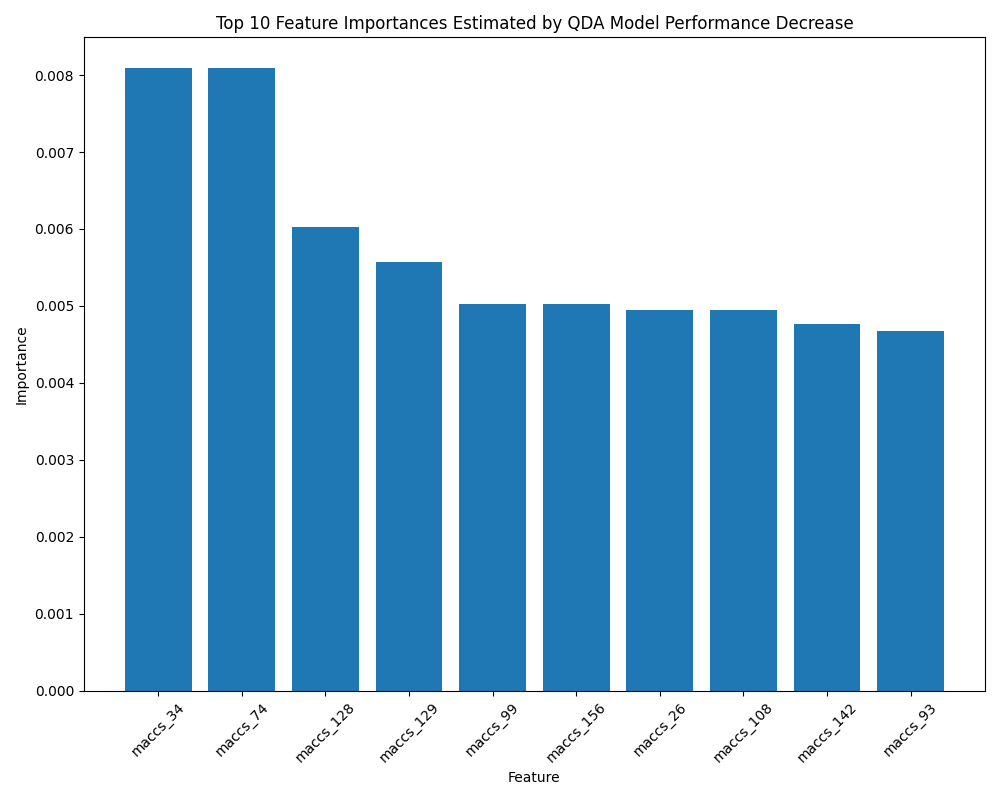 Top 10 Feature Importances Estimated by QDA Model Performance Decrease
Importance
0.008
0.007
0.006
0.005
0.004
0.003
0.002
0.001
0.000
maccs_34
maccs_74
maccs_128
maccs_129
maccs_99
maccs_156
maccs_26
maccs_108
maccs_142
maccs_93
Feature